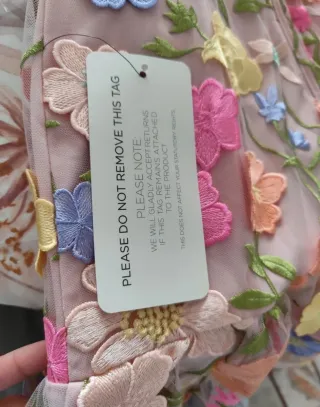 PLEASE DO NOT REMOVE THIS TAG
PLEASE NOTE
WE WILL GLADLY ACCEPT RETURNS
IF THIS TAG REMAINS ATTACHED
TO THE PRODUCT
THIS DOES NOT AFFECT YOUR STATUTORY RIGHTS